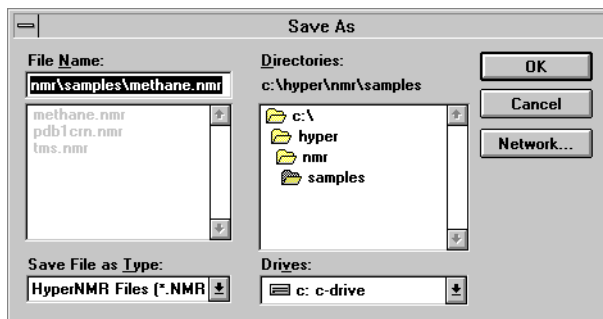 Save As
File Name:
nmr\samples\methane.nmr
methane.nmr
pdb1crn.nmr
tms.nmr
Save File as Type:
HyperNMR Files (*.NMR
Directories:
c:\hyper\nmr\samples
c:\
hyper
nmr
samples
Drives:
c: c-drive
OK
Cancel
Network...